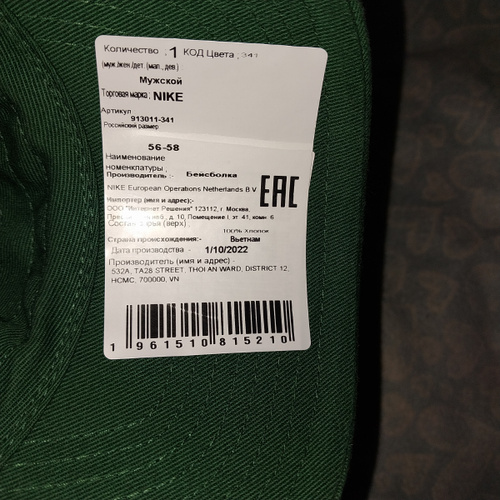 Количество : 1 КОД Цвета : 341
(муж./жен./дет. (мал., дев.)
Мужской
Торговая марка : NIKE
Артикул
913011-341
Российский размер
56-58
Наименование
номенклатуры : Бейсболка
Производитель :-
NIKE European Operations Netherlands B.V
Импортер (имя и адрес):-
ООО "Интернет Решения" 123112, г. Москва,
д. 10, Помещение I, эт. 41, комн. 6
Состав сырья (верх) :
100% Хлопок
Страна происхождения:- Вьетнам
Дата производства :- 1/10/2022
Производитель (имя и адрес) -
532A, TA28 STREET, THOI AN WARD, DISTRICT 12,
HCMC, 700000, VN
EAC
1 961510 815210